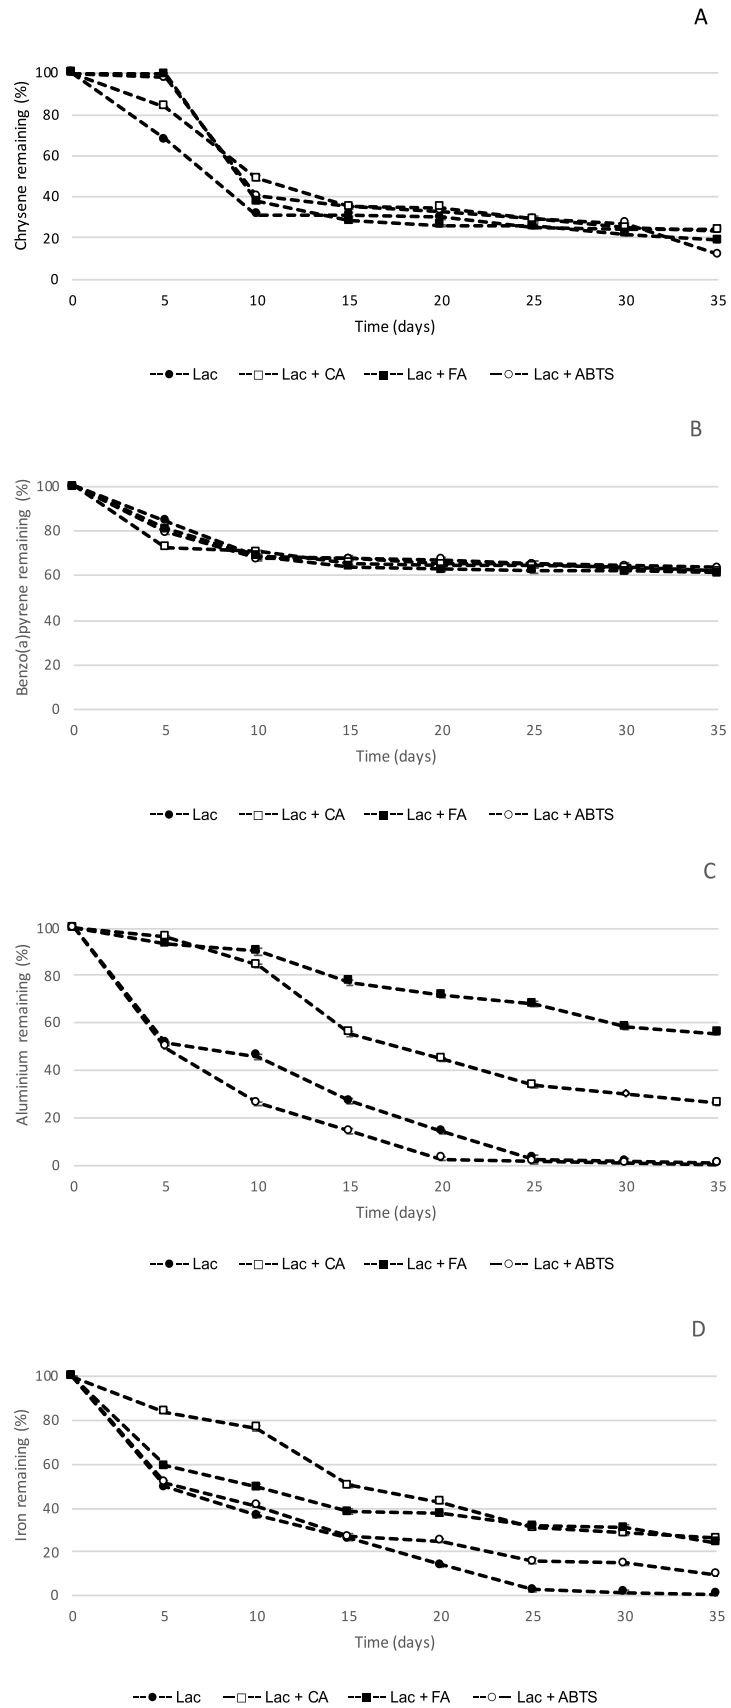 A
Chrysene remaining (%)
100
80
60
40
20
0
0 5 10 15 20 25 30 35
Time (days)
Lac Lac + CA Lac + FA Lac + ABTS
B
Benzo(a)pyrene remaining (%)
100
80
60
40
20
0
0 5 10 15 20 25 30 35
Time (days)
Lac Lac + CA Lac + FA Lac + ABTS
C
Aluminium remaining (%)
100
80
60
40
20
0
0 5 10 15 20 25 30 35
Time (days)
Lac Lac + CA Lac + FA Lac + ABTS
D
Iron remaining (%)
100
80
60
40
20
0
0 5 10 15 20 25 30 35
Time (days)
Lac Lac + CA Lac + FA Lac + ABTS